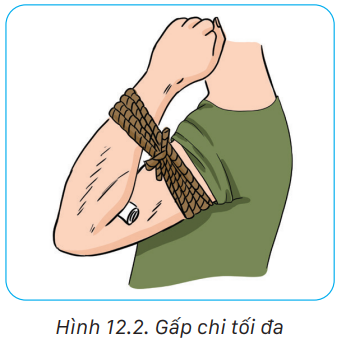 Hình 12.2. Gấp chi tối đa